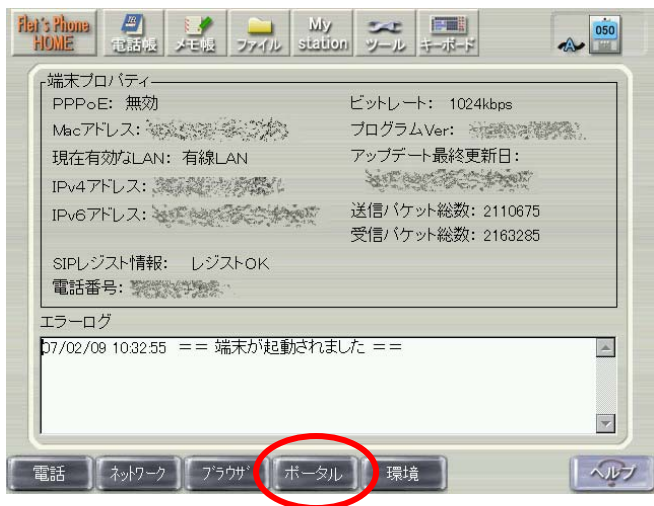 Flet's Phone HOME
電話帳
メモ帳
ファイル
My station
ツール
キーボード
A
050
端末プロパティ
PPPoE: 無効
ビットレート: 1024kbps
Macアドレス:
プログラムVer:
現在有効なLAN: 有線LAN
アップデート最終更新日:
IPv4アドレス:
IPv6アドレス:
送信パケット総数: 2110675
受信パケット総数: 2163285
SIPレジスト情報: レジストOK
電話番号:
エラーログ
07/02/09 10:32:55 == 端末が起動されました ==
電話
ネットワーク
ブラウザ
ポータル
環境
ヘルプ